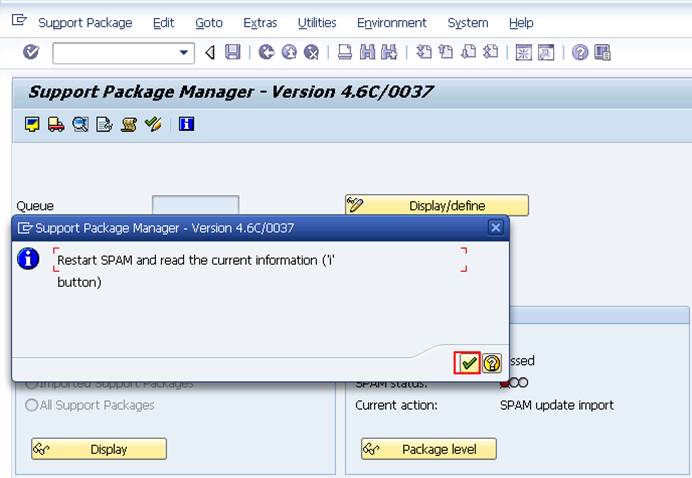 Support Package Edit Goto Extras Utilities Environment System Help
Support Package Manager - Version 4.6C/0037
Queue
Display/define
Support Package Manager - Version 4.6C/0037
Restart SPAM and read the current information ('i'
button)
Imported Support Packages
SPAM status:
All Support Packages
Current action: SPAM update import
Display
Package level